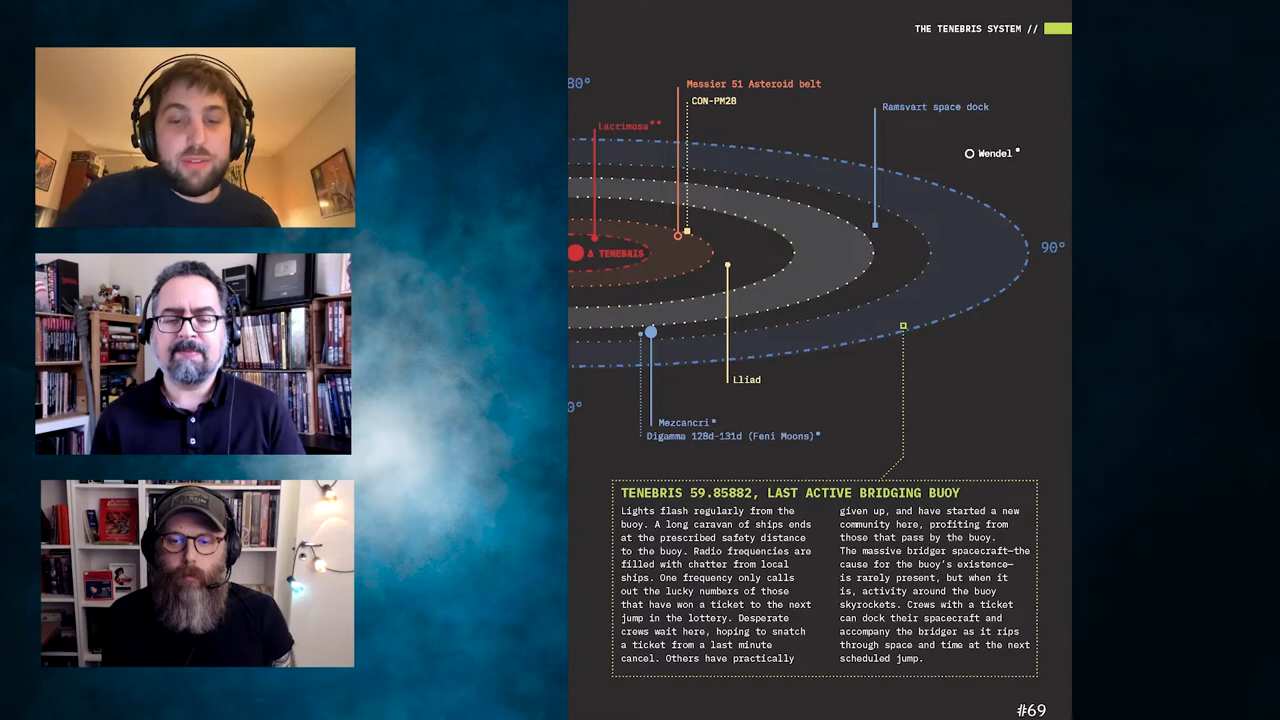 THE TENEBRIS SYSTEM //
80°
Messier 51 Asteroid belt
CON-PM28
Ramsvart space dock
Lacrimosa**
Wendel*
Δ TENEBRIS
90°
Lliad
0°
Mezcancri*
Digamma 128d-131d (Feni Moons)*
TENEBRIS 59.85882, LAST ACTIVE BRIDGING BUOY
Lights flash regularly from the
buoy. A long caravan of ships ends
at the prescribed safety distance
to the buoy. Radio frequencies are
filled with chatter from local
ships. One frequency only calls
out the lucky numbers of those
that have won a ticket to the next
jump in the lottery. Desperate
crews wait here, hoping to snatch
a ticket from a last minute
cancel. Others have practically
given up, and have started a new
community here, profiting from
those that pass by the buoy.
The massive bridger spacecraft—the
cause for the buoy's existence—
is rarely present, but when it
is, activity around the buoy
skyrockets. Crews with a ticket
can dock their spacecraft and
accompany the bridger as it rips
through space and time at the next
scheduled jump.
#69